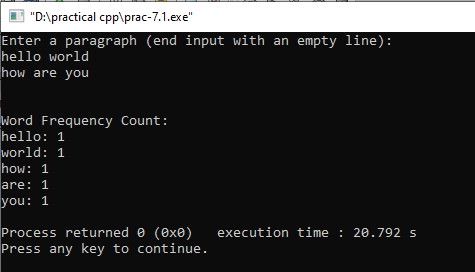 "D:\practical cpp\prac-7.1.exe"
Enter a paragraph (end input with an empty line):
hello world
how are you
Word Frequency Count:
hello: 1
world: 1
how: 1
are: 1
you: 1
Process returned 0 (0x0)   execution time : 20.792 s
Press any key to continue.